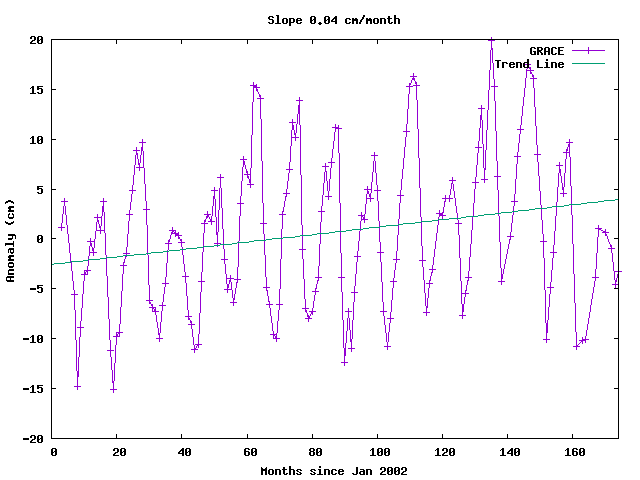 Slope 0.04 cm/month
GRACE
Trend Line
20
15
10
5
0
-5
-10
-15
-20
Anomaly (cm)
0 20 40 60 80 100 120 140 160
Months since Jan 2002